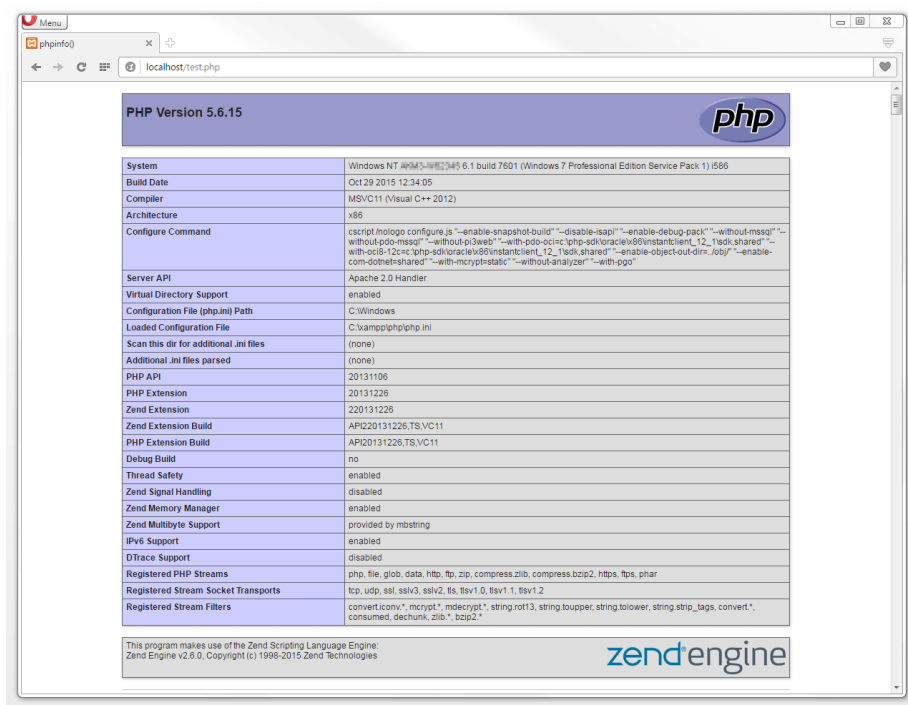 Menu
phpinfo()
localhost/test.php
PHP Version 5.6.15
php
System Windows NT 6.1 build 7601 (Windows 7 Professional Edition Service Pack 1) i586
Build Date Oct 29 2015 12:34:05
Compiler MSVC11 (Visual C++ 2012)
Architecture x86
Configure Command cscript /nologo configure.js "--enable-snapshot-build" "--disable-isapi" "--enable-debug-pack" "--without-mssql" "--
without-pdo-mssql" "--without-pi3web" "--with-pdo-oci=c:\php-sdk\oracle\x86\instantclient_12_1\sdk,shared" "--
with-oci8-12c=c:\php-sdk\oracle\x86\instantclient_12_1\sdk,shared" "--enable-object-out-dir=../obj/" "--enable-
com-dotnet=shared" "--with-mcrypt=static" "--without-analyzer" "--with-pgo"
Server API Apache 2.0 Handler
Virtual Directory Support enabled
Configuration File (php.ini) Path C:\Windows
Loaded Configuration File C:\xampp\php\php.ini
Scan this dir for additional .ini files (none)
Additional .ini files parsed (none)
PHP API 20131106
PHP Extension 20131226
Zend Extension 220131226
Zend Extension Build API220131226,TS,VC11
PHP Extension Build API20131226,TS,VC11
Debug Build no
Thread Safety enabled
Zend Signal Handling disabled
Zend Memory Manager enabled
Zend Multibyte Support provided by mbstring
IPv6 Support enabled
DTrace Support disabled
Registered PHP Streams php, file, glob, data, http, ftp, zip, compress.zlib, compress.bzip2, https, ftps, phar
Registered Stream Socket Transports tcp, udp, ssl, sslv3, sslv2, tls, tlsv1.0, tlsv1.1, tlsv1.2
Registered Stream Filters convert.iconv.*, mcrypt.*, mdecrypt.*, string.rot13, string.toupper, string.tolower, string.strip_tags, convert.*,
consumed, dechunk, zlib.*, bzip2.*
This program makes use of the Zend Scripting Language Engine:
Zend Engine v2.6.0, Copyright (c) 1998-2015 Zend Technologies
zend engine